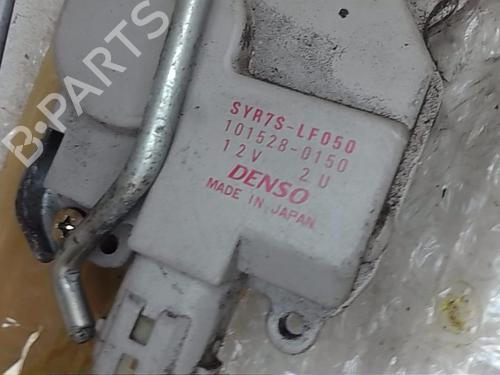 B-PARTS
SYR7S-LF050
101528-0150
12V 2U
DENSO
MADE IN JAPAN